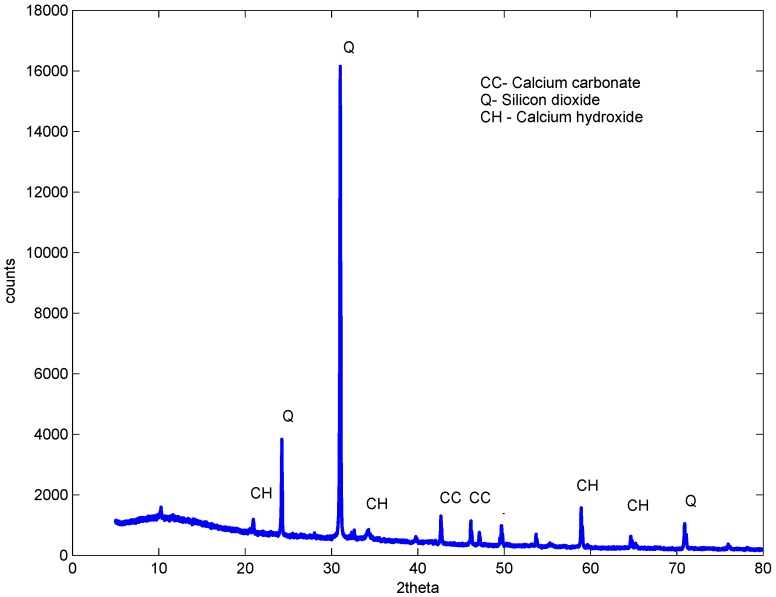 18000
16000
14000
12000
10000
8000
6000
4000
2000
0
counts
Q
CC- Calcium carbonate
Q- Silicon dioxide
CH - Calcium hydroxide
Q
CH
CH
CC CC
-
CH
CH
Q
0 10 20 30 40 50 60 70 80
2theta